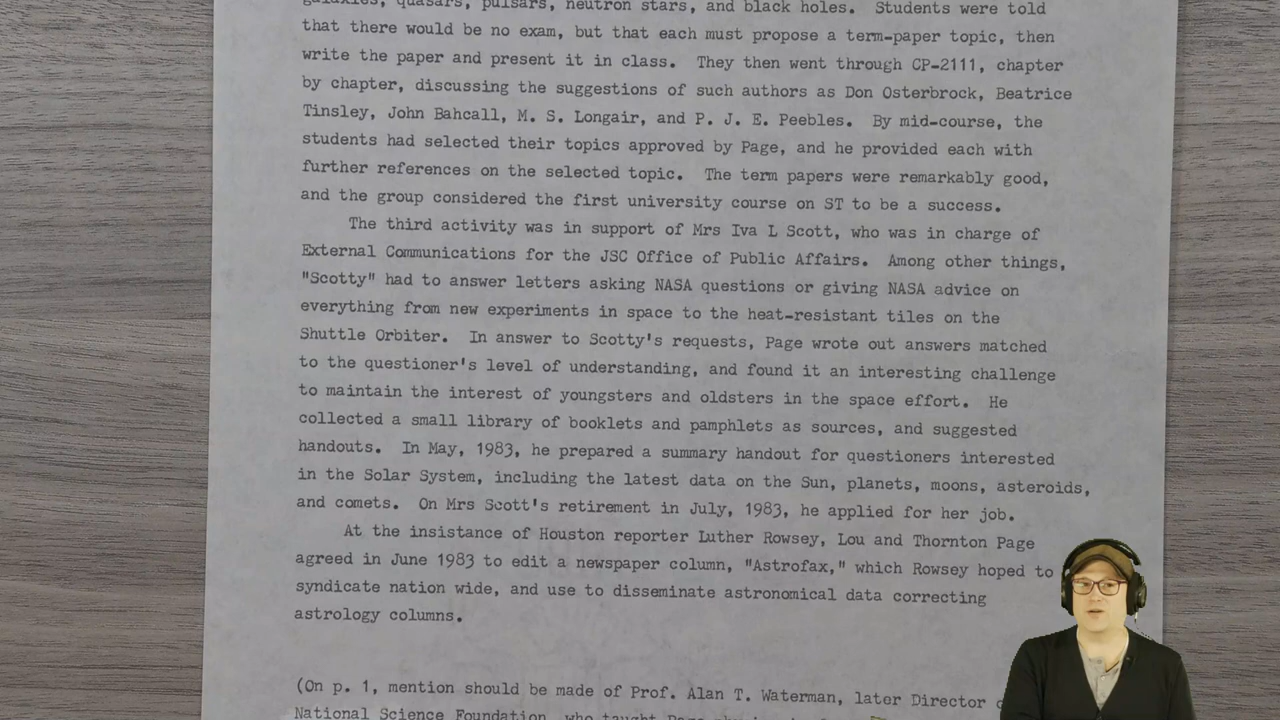 galaxies, quasars, pulsars, neutron stars, and black holes.  Students were told
that there would be no exam, but that each must propose a term-paper topic, then
write the paper and present it in class.  They then went through CP-2111, chapter
by chapter, discussing the suggestions of such authors as Don Osterbrock, Beatrice
Tinsley, John Bahcall, M. S. Longair, and P. J. E. Peebles.  By mid-course, the
students had selected their topics approved by Page, and he provided each with
further references on the selected topic.  The term papers were remarkably good,
and the group considered the first university course on ST to be a success.
The third activity was in support of Mrs Iva L Scott, who was in charge of
External Communications for the JSC Office of Public Affairs.  Among other things,
"Scotty" had to answer letters asking NASA questions or giving NASA advice on
everything from new experiments in space to the heat-resistant tiles on the
Shuttle Orbiter.  In answer to Scotty's requests, Page wrote out answers matched
to the questioner's level of understanding, and found it an interesting challenge
to maintain the interest of youngsters and oldsters in the space effort.  He
collected a small library of booklets and pamphlets as sources, and suggested
handouts.  In May, 1983, he prepared a summary handout for questioners interested
in the Solar System, including the latest data on the Sun, planets, moons, asteroids,
and comets.  On Mrs Scott's retirement in July, 1983, he applied for her job.
At the insistance of Houston reporter Luther Rowsey, Lou and Thornton Page
agreed in June 1983 to edit a newspaper column, "Astrofax," which Rowsey hoped to
syndicate nation wide, and use to disseminate astronomical data correcting
astrology columns.
(On p. 1, mention should be made of Prof. Alan T. Waterman, later Director
National Science Foundation, who taught Page